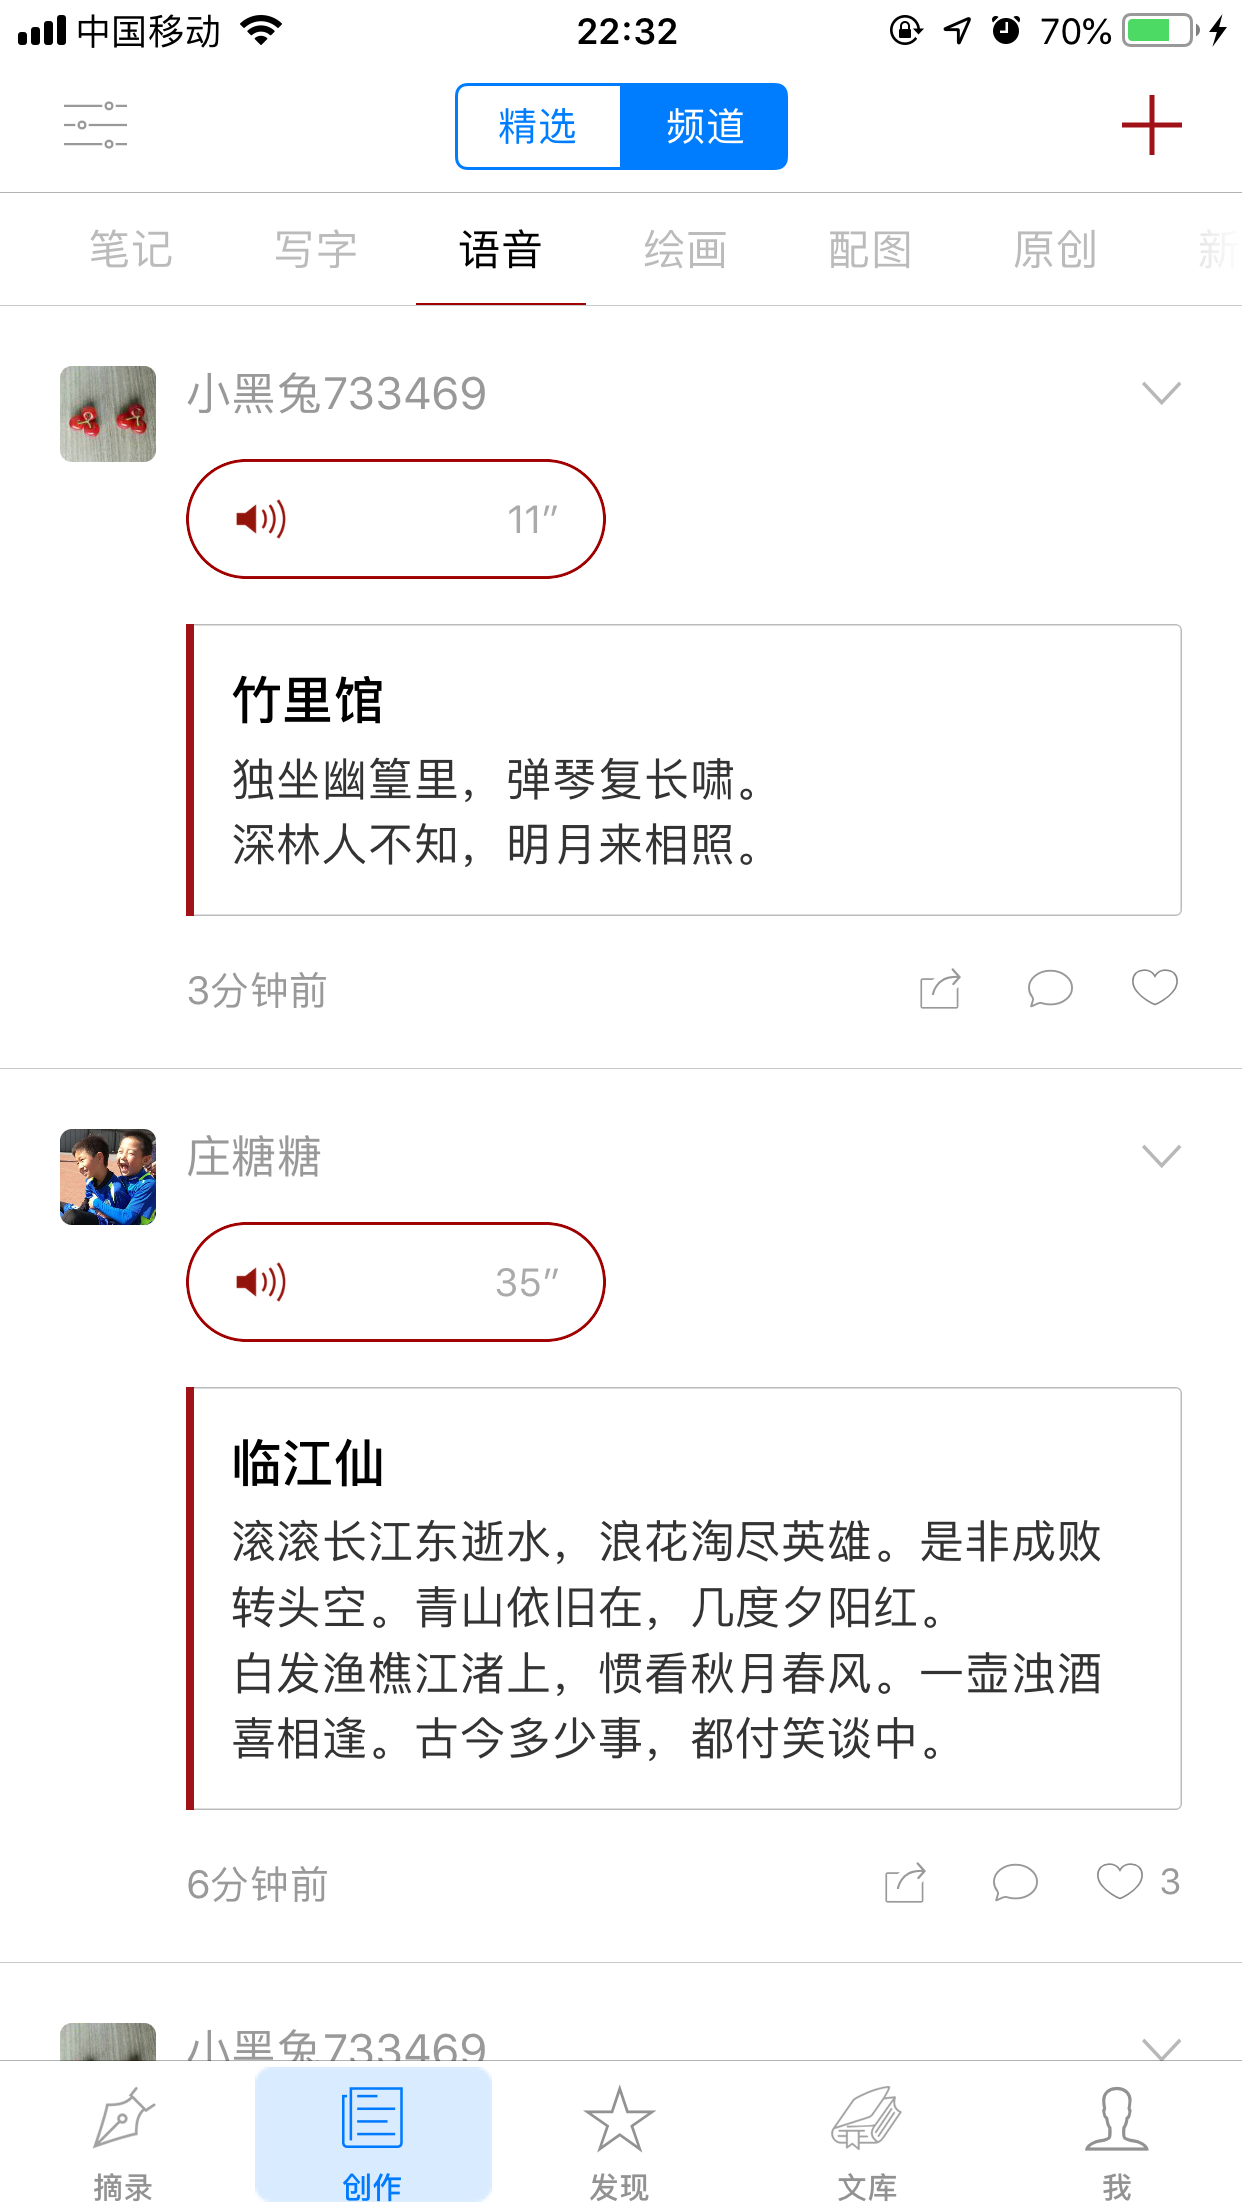 中国移动 22:32 70%
精选 频道
笔记 写字 语音 绘画 配图 原创 新
小黑兔733469
11″
竹里馆
独坐幽篁里，弹琴复长啸。
深林人不知，明月来相照。
3分钟前
庄糖糖
35″
临江仙
滚滚长江东逝水，浪花淘尽英雄。是非成败
转头空。青山依旧在，几度夕阳红。
白发渔樵江渚上，惯看秋月春风。一壶浊酒
喜相逢。古今多少事，都付笑谈中。
6分钟前 3
小黑兔733469
摘录 创作 发现 文库 我